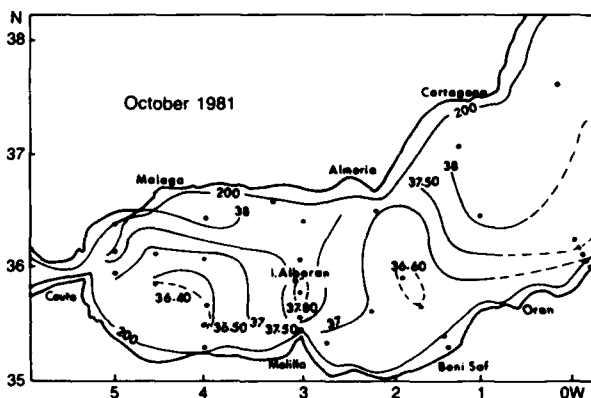 N
38
October 1981
Cartagena
200
37·50
38
37
Malaga
Almeria
200
38
36·60
36
I.Alboran
Ceuta
36·40
37·80
36·50
37
37·50
37
Oran
200
Melilla
Beni Saf
35
5
4
3
2
1
0W